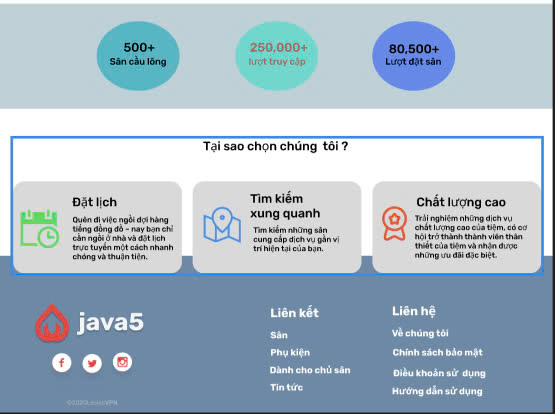 500+
Sân cầu lông
250,000+
lượt truy cập
80,500+
Lượt đặt sân
Tại sao chọn chúng tôi ?
Đặt lịch
Quên đi việc ngồi đợi hàng
tiếng đồng đồ - nay bạn chỉ
cần ngồi ở nhà và đặt lịch
trực tuyến một cách nhanh
chóng và thuận tiện.
Tìm kiếm
xung quanh
Tìm kiếm những sân
cung cấp dịch vụ gần vị
trí hiện tại của bạn.
Chất lượng cao
Trải nghiệm những dịch vụ
chất lượng cao của tiệm, có cơ
hội trở thành thành viên thân
thiết của tiệm và nhận được
những ưu đãi đặc biệt.
java5
Liên kết
Sân
Phụ kiện
Dành cho chủ sân
Tin tức
Liên hệ
Về chúng tôi
Chính sách bảo mật
Điều khoản sử dụng
Hướng dẫn sử dụng